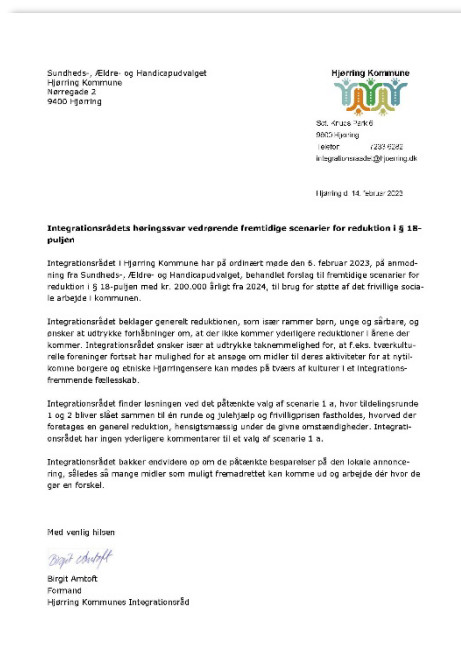 Sundheds-, Ældre- og Handicapudvalget
Hjørring Kommune
Nørregade 2
9400 Hjørring
Hjørring Kommune
Sct. Knuds Park 6
9800 Hjørring
Telefon 7233 6282
integrationsraadet@hjoerring.dk
Hjørring d. 14. februar 2023
Integrationsrådets høringssvar vedrørende fremtidige scenarier for reduktion i § 18-
puljen
Integrationsrådet i Hjørring Kommune har på ordinært møde den 6. februar 2023, på anmod-
ning fra Sundheds-, Ældre- og Handicapudvalget, behandlet forslag til fremtidige scenarier for
reduktion i § 18-puljen med kr. 200.000 årligt fra 2024, til brug for støtte af det frivillige socia-
le arbejde i kommunen.
Integrationsrådet beklager generelt reduktionen, som især rammer børn, unge og sårbare, og
ønsker at udtrykke forhåbninger om, at der ikke kommer yderligere reduktioner i årene der
kommer. Integrationsrådet ønsker især at udtrykke taknemmelighed for, at f.eks. tværkultu-
relle foreninger fortsat har mulighed for at ansøge om midler til deres aktiviteter for at nytil-
komne borgere og etniske Hjørringensere kan mødes på tværs af kulturer i et integrations-
fremmende fællesskab.
Integrationsrådet finder løsningen ved det påtænkte valg af scenarie 1 a, hvor tildelingsrunde
1 og 2 bliver slået sammen til én runde og julehjælp og frivilligprisen fastholdes, hvorved der
foretages en generel reduktion, hensigtsmæssig under de givne omstændigheder. Integrati-
onsrådet har ingen yderligere kommentarer til et valg af scenarie 1 a.
Integrationsrådet bakker endvidere op om de påtænkte besparelser på den lokale annonce-
ring, således så mange midler som muligt fremadrettet kan komme ud og arbejde dér hvor de
gør en forskel.
Med venlig hilsen
Birgit Amtoft
Birgit Amtoft
Formand
Hjørring Kommunes Integrationsråd